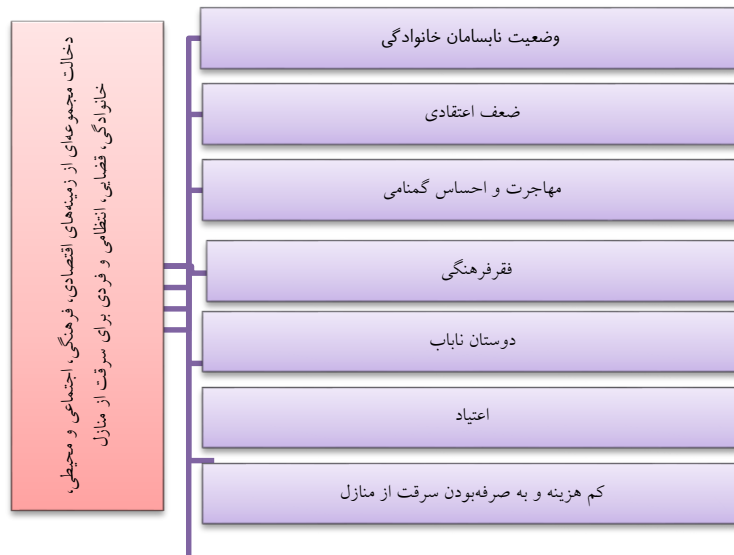 دخالت مجموعه‌ای از زمینه‌های اقتصادی، فرهنگی، اجتماعی و محیطی،
خانوادگی، قضایی، انتظامی و فردی برای سرقت از منازل
وضعیت نابسامان خانوادگی
ضعف اعتقادی
مهاجرت و احساس گمنامی
فقرفرهنگی
دوستان ناباب
اعتیاد
کم هزینه و به صرفه‌بودن سرقت از منازل